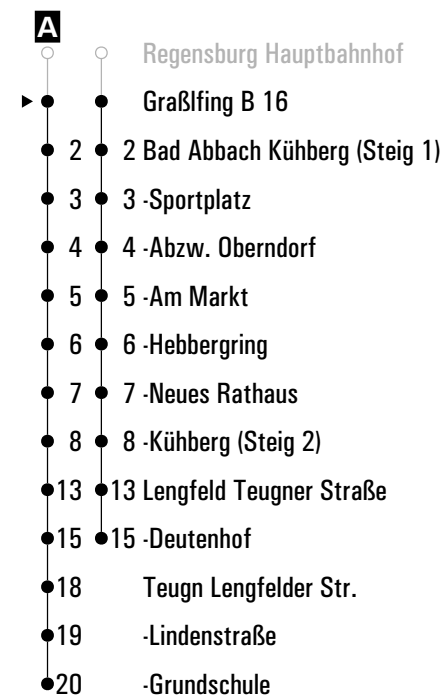 A
Regensburg Hauptbahnhof
Graßlfing B 16
2 2 Bad Abbach Kühberg (Steig 1)
3 3 -Sportplatz
4 4 -Abzw. Oberndorf
5 5 -Am Markt
6 6 -Hebbergring
7 7 -Neues Rathaus
8 8 -Kühberg (Steig 2)
13 13 Lengfeld Teugner Straße
15 15 -Deutenhof
18 Teugn Lengfelder Str.
19 -Lindenstraße
20 -Grundschule